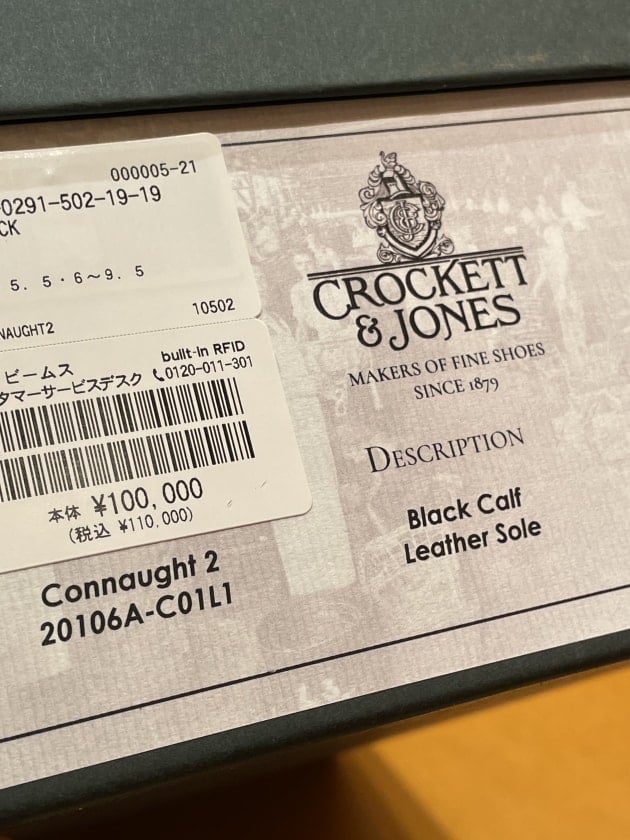 000005-21
0291-502-19-19
CK
5. 5・6～9. 5
10502
NAUGHT2
ビームス
built-in RFID
タマーサービスデスク
0120-011-301
本体 ¥100,000
(税込 ¥110,000)
Connaught 2
20106A-C01L1
CROCKETT
& JONES
MAKERS OF FINE SHOES
SINCE 1879
DESCRIPTION
Black Calf
Leather Sole